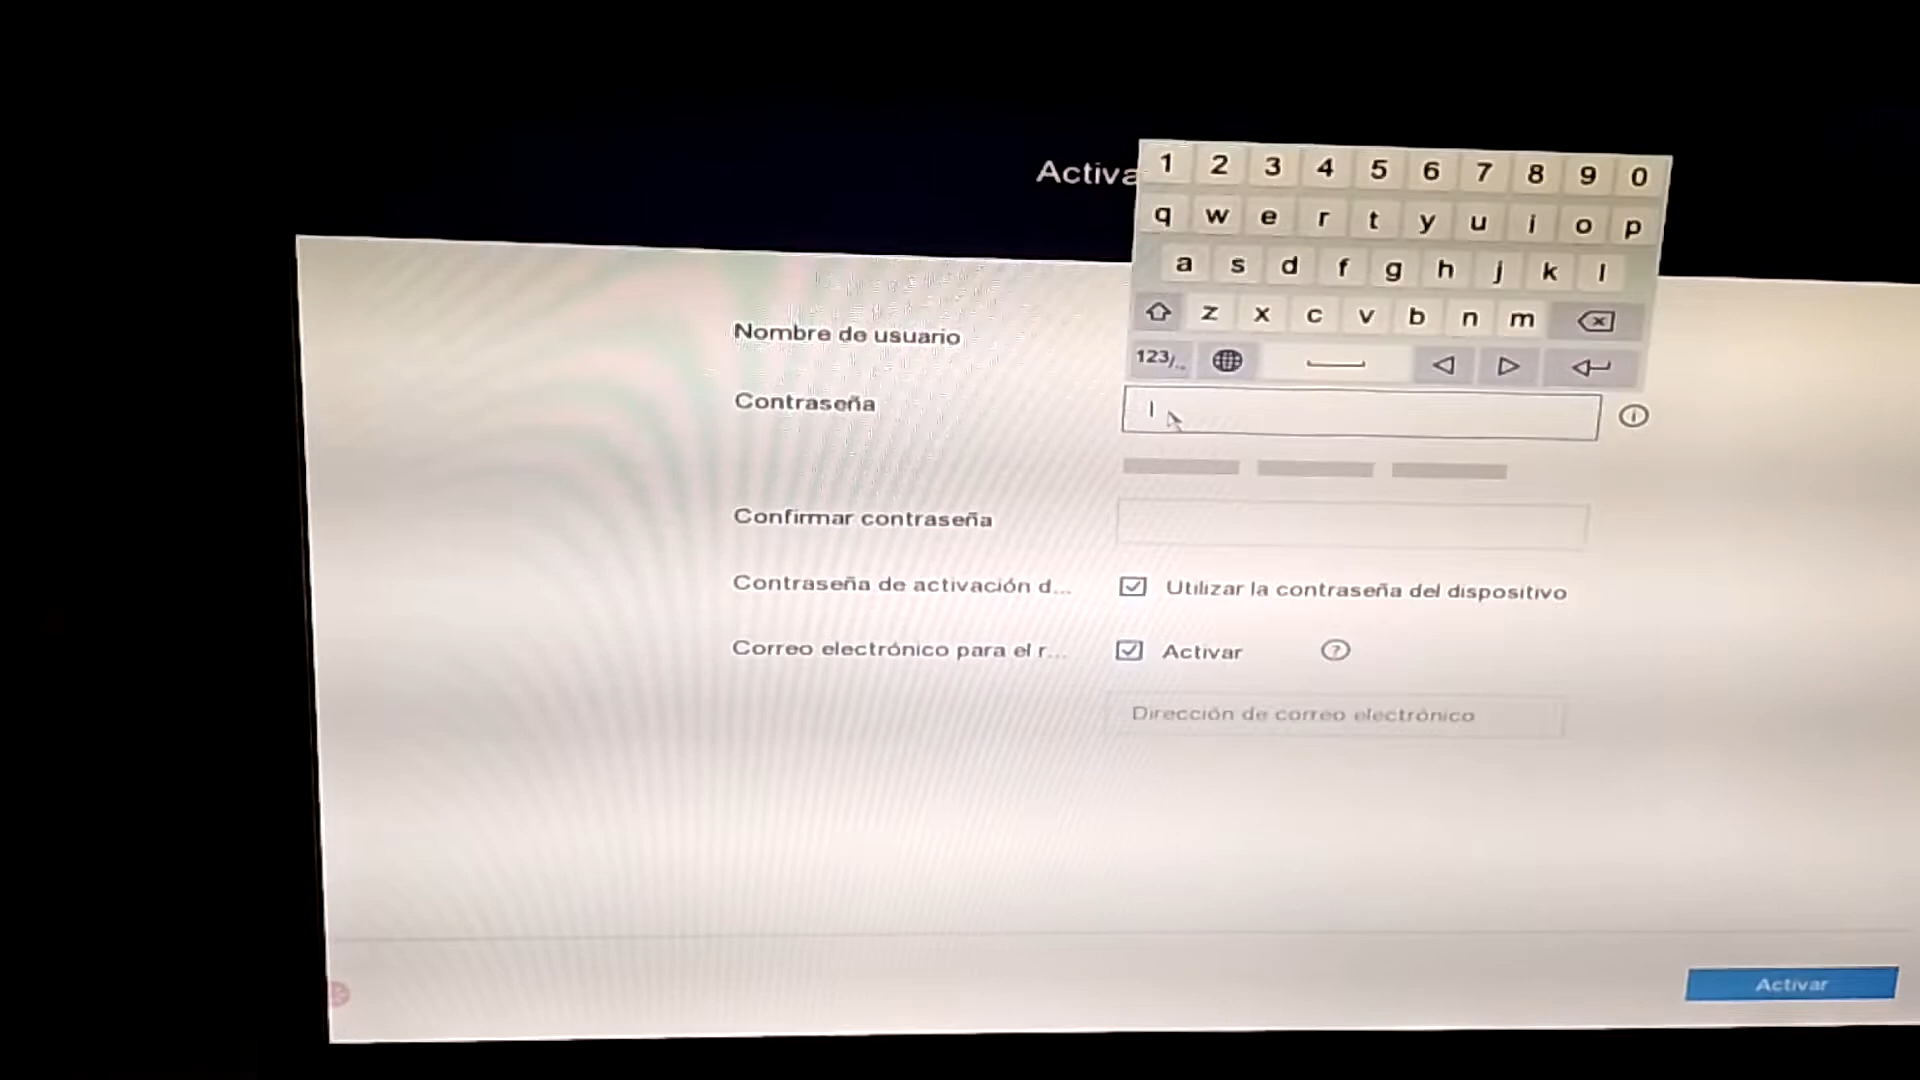 Activa
1 2 3 4 5 6 7 8 9 0
q w e r t y u i o p
a s d f g h j k l
z x c v b n m
123/..
Nombre de usuario
Contraseña
Confirmar contraseña
Contraseña de activación d... Utilizar la contraseña del dispositivo
Correo electrónico para el r... Activar
Dirección de correo electrónico
Activar